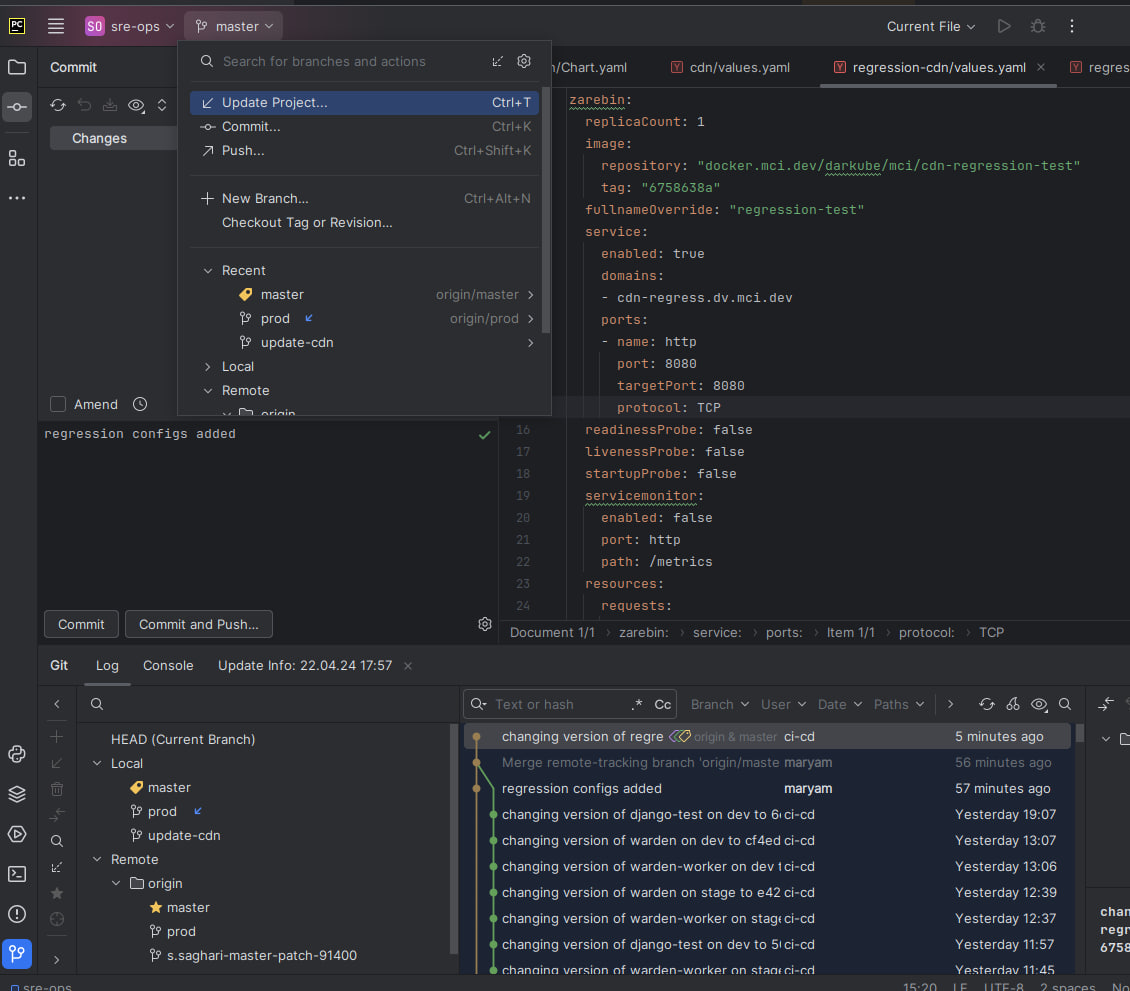 PC
SO sre-ops
master
Current File
Commit
Search for branches and actions
/Chart.yaml
cdn/values.yaml
regression-cdn/values.yaml
regres
Changes
Update Project... Ctrl+T
Commit... Ctrl+K
Push... Ctrl+Shift+K
New Branch... Ctrl+Alt+N
Checkout Tag or Revision...
Recent
master origin/master
prod origin/prod
update-cdn
Local
Remote
origin
Amend
regression configs added
zarebin:
replicaCount: 1
image:
repository: "docker.mci.dev/darkube/mci/cdn-regression-test"
tag: "6758638a"
fullnameOverride: "regression-test"
service:
enabled: true
domains:
- cdn-regress.dv.mci.dev
ports:
- name: http
port: 8080
targetPort: 8080
protocol: TCP
16 readinessProbe: false
17 livenessProbe: false
18 startupProbe: false
19 servicemonitor:
20 enabled: false
21 port: http
22 path: /metrics
23 resources:
24 requests:
Commit
Commit and Push...
Document 1/1 › zarebin: › service: › ports: › Item 1/1 › protocol: › TCP
Git
Log
Console
Update Info: 22.04.24 17:57
HEAD (Current Branch)
Local
master
prod
update-cdn
Remote
origin
master
prod
s.saghari-master-patch-91400
Text or hash .* Cc
Branch
User
Date
Paths
changing version of regre origin & master ci-cd 5 minutes ago
Merge remote-tracking branch 'origin/maste maryam 56 minutes ago
regression configs added maryam 57 minutes ago
changing version of django-test on dev to 6 ci-cd Yesterday 19:07
changing version of warden on dev to cf4ed ci-cd Yesterday 13:07
changing version of warden-worker on dev t ci-cd Yesterday 13:06
changing version of warden on stage to e42 ci-cd Yesterday 12:39
changing version of warden-worker on stage ci-cd Yesterday 12:37
changing version of django-test on dev to 5 ci-cd Yesterday 11:57
changing version of warden-worker on stage ci-cd Yesterday 11:45
chan
regr
6758
sre-ops
15:20 LF UTF-8 2 spaces No